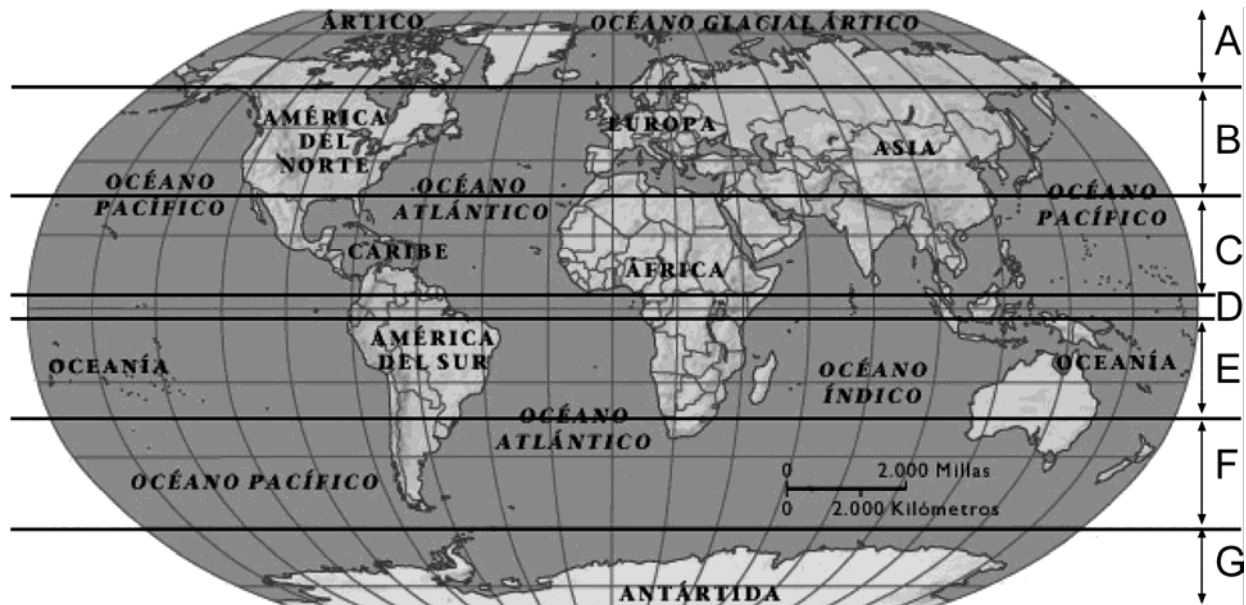 ÁRTICO
OCÉANO GLACIAL ÁRTICO
A
AMÉRICA
DEL
NORTE
EUROPA
ASIA
B
OCÉANO
PACÍFICO
OCÉANO
ATLÁNTICO
OCÉANO
PACÍFICO
CARIBE
ÁFRICA
C
D
AMÉRICA
DEL SUR
OCEANÍA
OCEANÍA
OCÉANO
ÍNDICO
E
OCÉANO
ATLÁNTICO
OCÉANO PACÍFICO
0 2.000 Millas
0 2.000 Kilómetros
F
ANTÁRTIDA
G